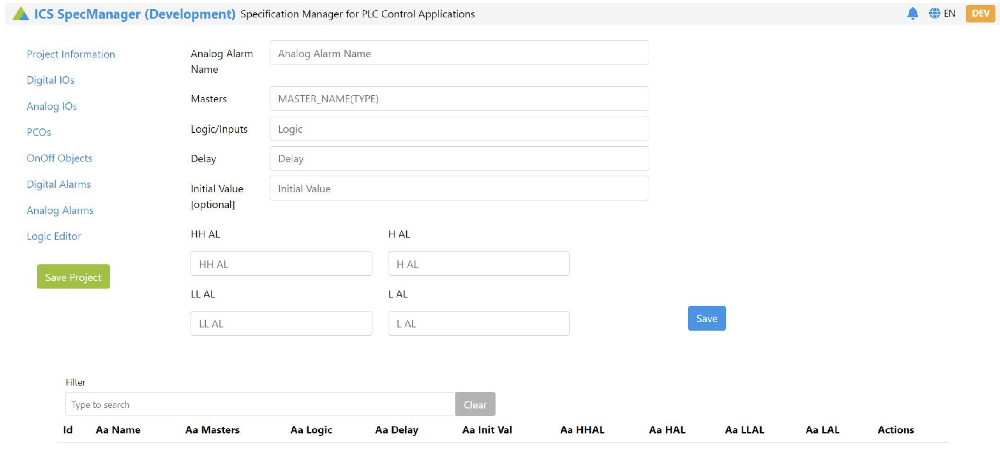 ICS SpecManager (Development) Specification Manager for PLC Control Applications EN DEV
Project Information
Digital IOs
Analog IOs
PCOs
OnOff Objects
Digital Alarms
Analog Alarms
Logic Editor
Save Project
Analog Alarm
Name
Analog Alarm Name
Masters
MASTER_NAME(TYPE)
Logic/Inputs
Logic
Delay
Delay
Initial Value
[optional]
Initial Value
HH AL
H AL
HH AL
H AL
LL AL
L AL
LL AL
L AL
Save
Filter
Type to search
Clear
Id Aa Name Aa Masters Aa Logic Aa Delay Aa Init Val Aa HHAL Aa HAL Aa LLAL Aa LAL Actions